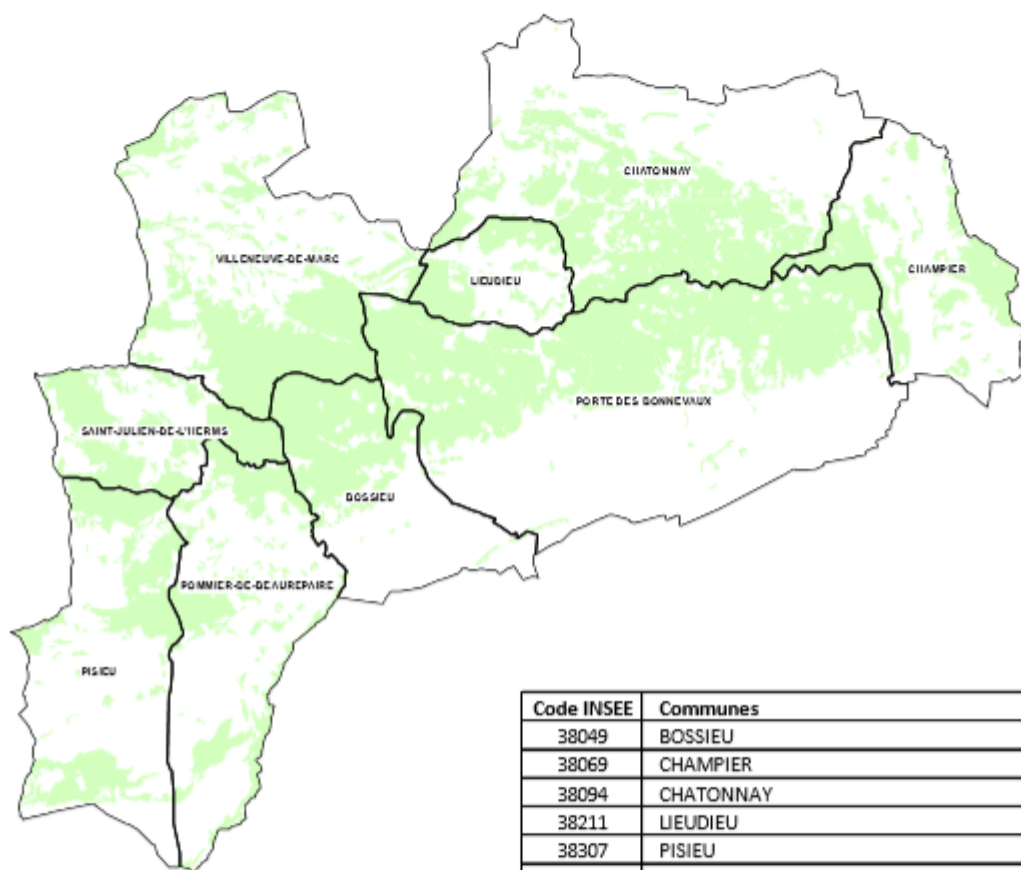 CHATONNAY
VILLENEUVE-DE-MARC
CHAMPIER
LIEUDIEU
PORTE DES BONNEVAUX
SAINT-JULIEN-DE-L'HERMS
BOSSIEU
POMMIER-DE-BEAUREPAIRE
PISIEU
Code INSEE Communes
38049 BOSSIEU
38069 CHAMPIER
38094 CHATONNAY
38211 LIEUDIEU
38307 PISIEU